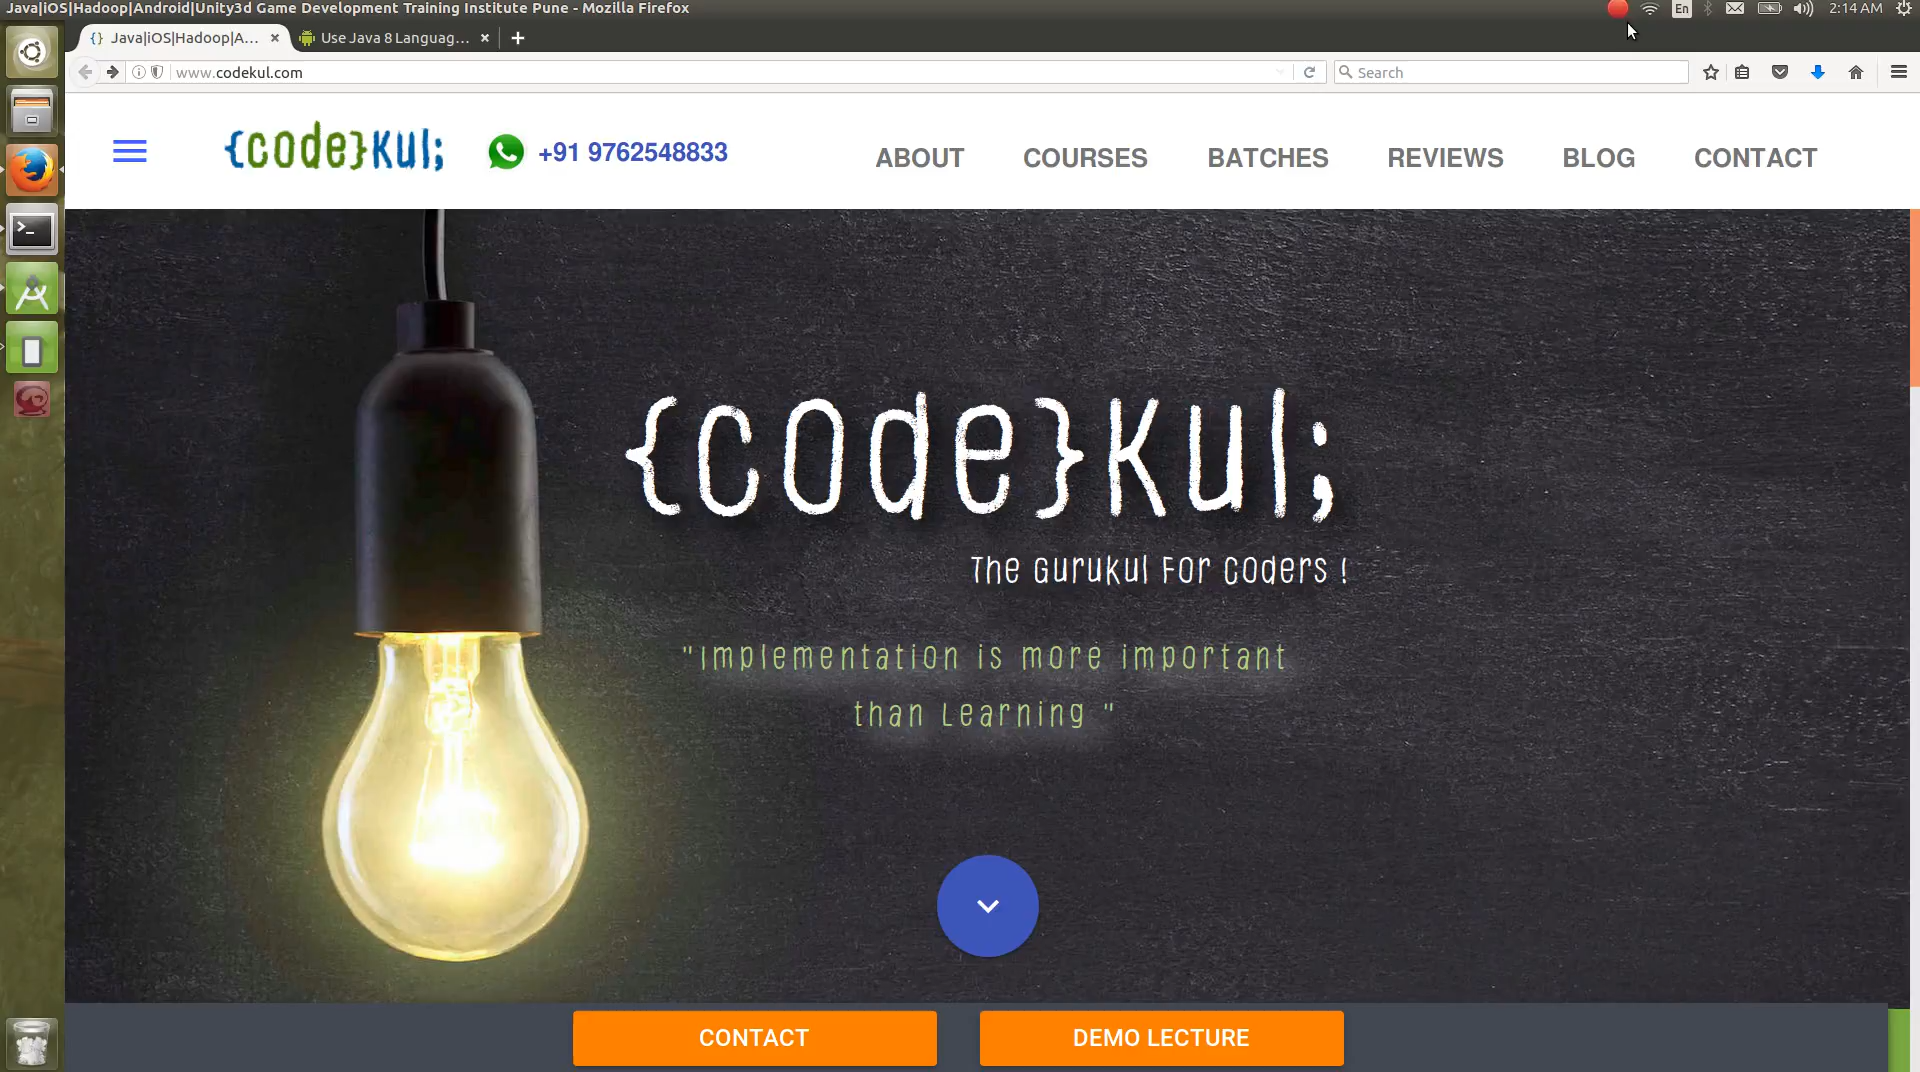 Java|iOS|Hadoop|Android|Unity3d Game Development Training Institute Pune - Mozilla Firefox
En
2:14 AM
{} Java|iOS|Hadoop|A... ×
Use Java 8 Languag... ×
www.codekul.com
Search
{code}kul;
+91 9762548833
ABOUT
COURSES
BATCHES
REVIEWS
BLOG
CONTACT
{code}kul;
The Gurukul For Coders !
"Implementation is more important
than Learning "
CONTACT
DEMO LECTURE